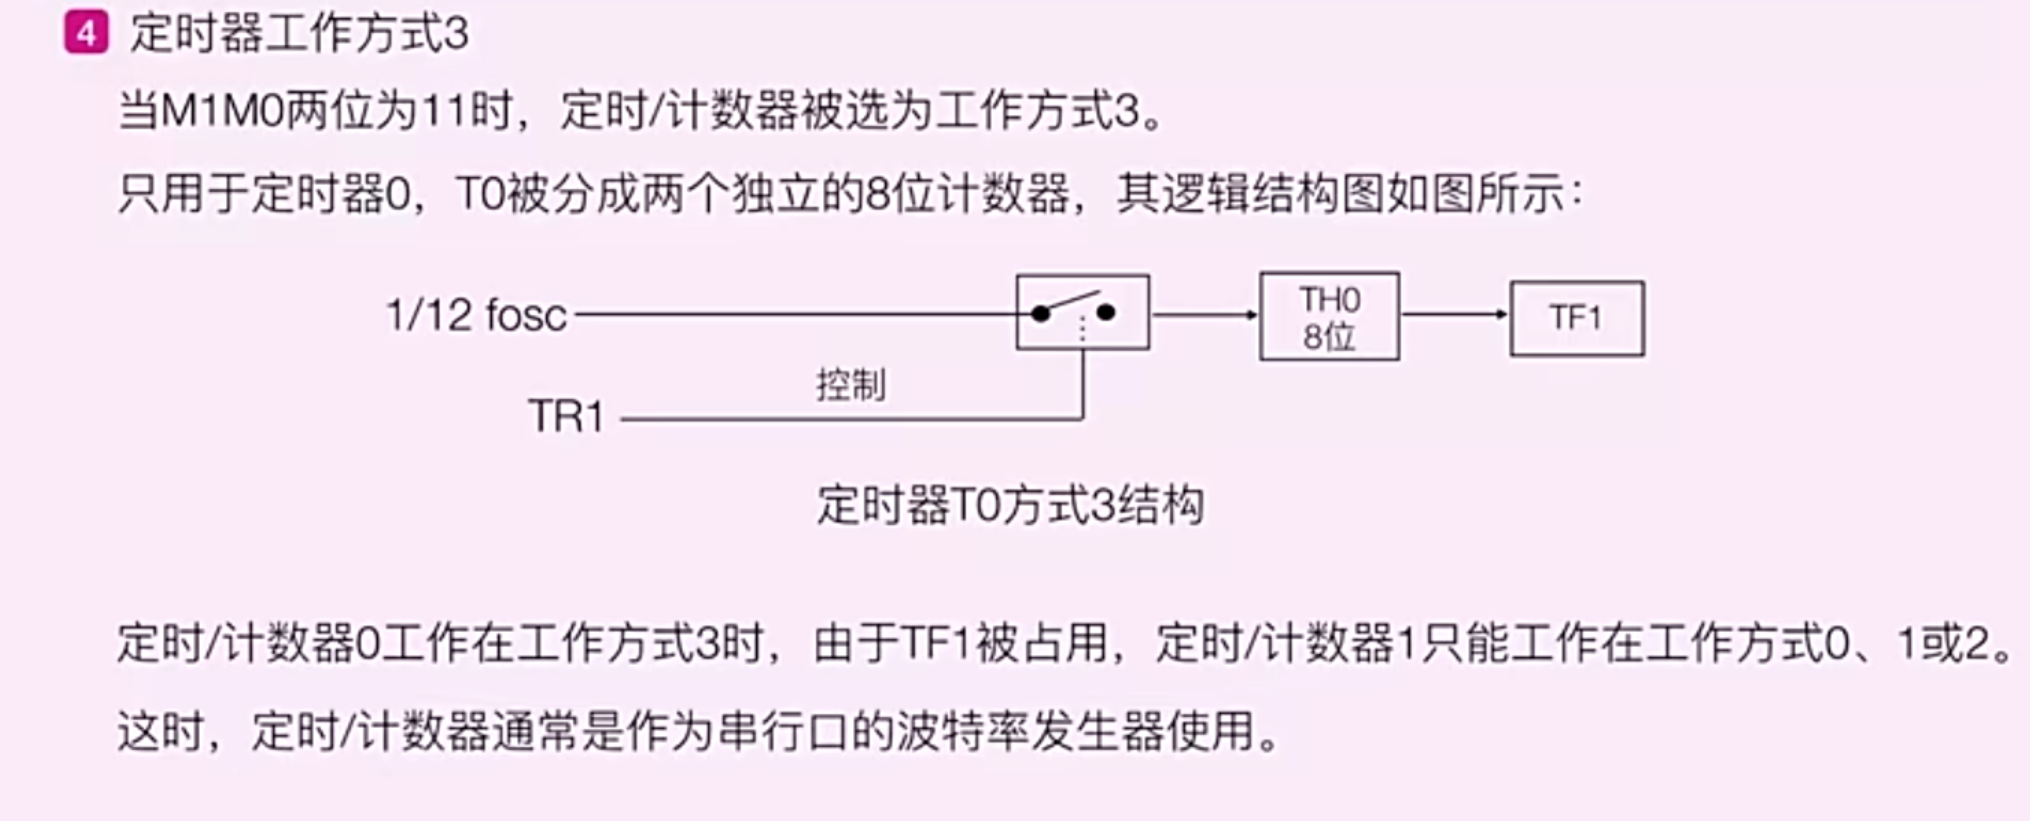 4 定时器工作方式3
当M1M0两位为11时，定时/计数器被选为工作方式3。
只用于定时器0，T0被分成两个独立的8位计数器，其逻辑结构图如图所示：
1/12 fosc
TH0
8位
TF1
控制
TR1
定时器T0方式3结构
定时/计数器0工作在工作方式3时，由于TF1被占用，定时/计数器1只能工作在工作方式0、1或2。
这时，定时/计数器通常是作为串行口的波特率发生器使用。